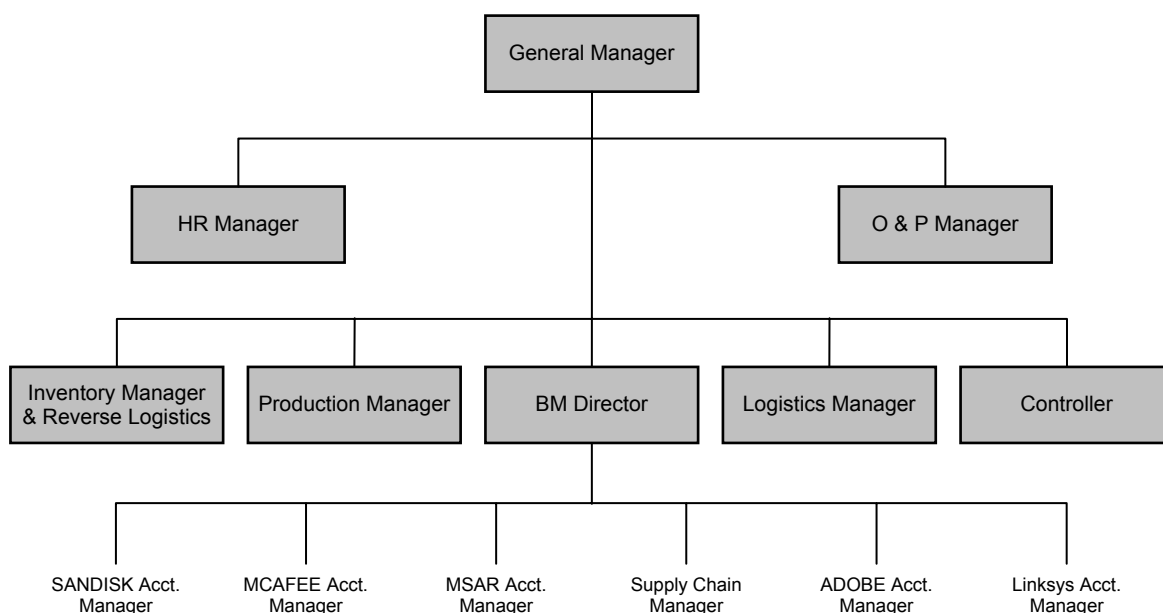 General Manager
HR Manager
O & P Manager
Inventory Manager
& Reverse Logistics
Production Manager
BM Director
Logistics Manager
Controller
SANDISK Acct.
Manager
MCAFEE Acct.
Manager
MSAR Acct.
Manager
Supply Chain
Manager
ADOBE Acct.
Manager
Linksys Acct.
Manager